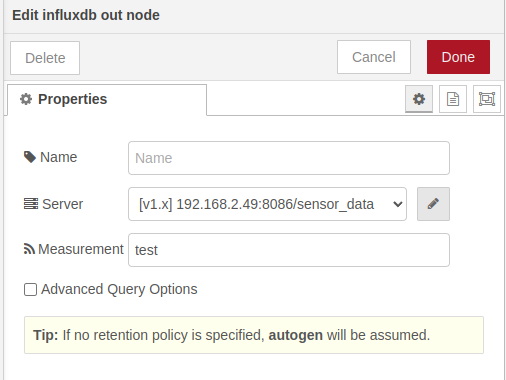 Edit influxdb out node
Delete
Cancel
Done
Properties
Name
Name
Server
[v1.x] 192.168.2.49:8086/sensor_data
Measurement
test
Advanced Query Options
Tip: If no retention policy is specified, autogen will be assumed.